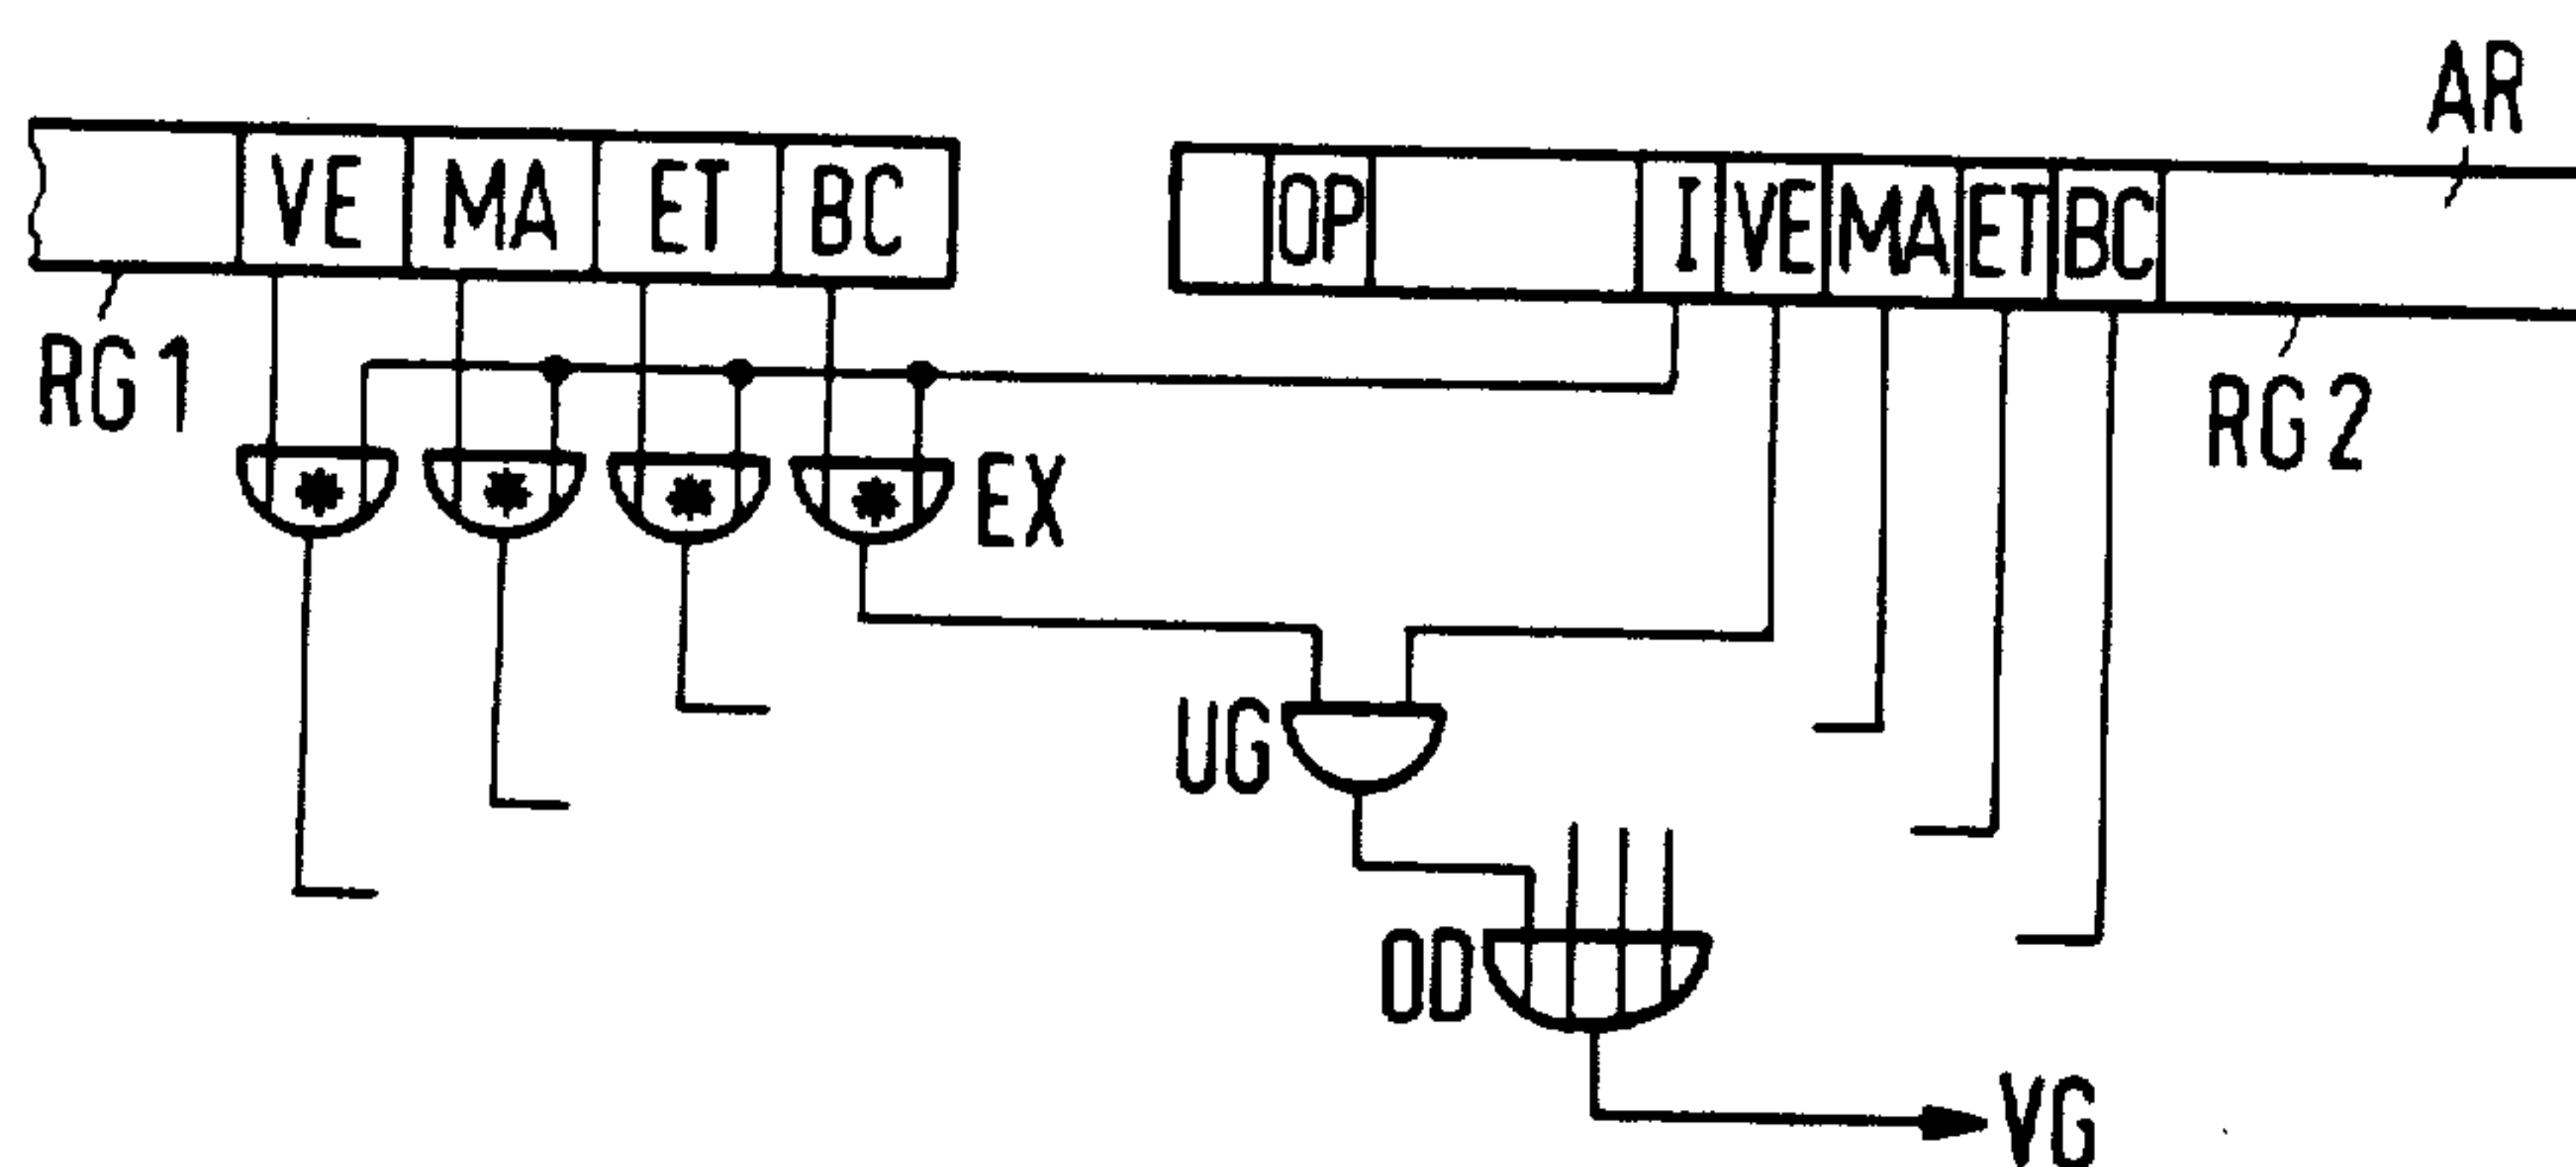 AR
VE MA ET BC
OP I VE MA ET BC
RG1
RG2
EX
UG
OD
VG